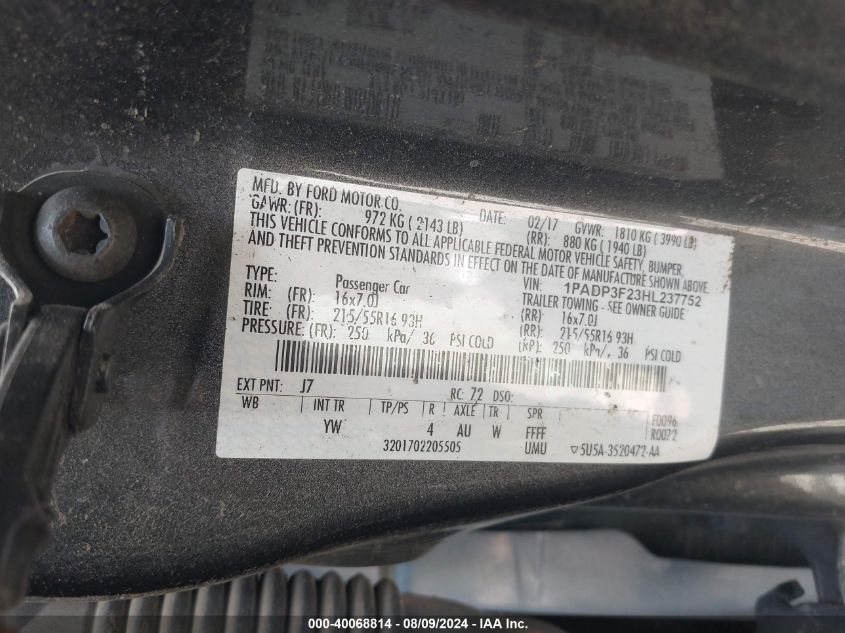 MFD. BY FORD MOTOR CO.
DATE: 02/17 GVWR: 1810 KG ( 3990 LB)
GAWR: (FR): 972 KG ( 2143 LB) (RR): 880 KG ( 1940 LB)
THIS VEHICLE CONFORMS TO ALL APPLICABLE FEDERAL MOTOR VEHICLE SAFETY, BUMPER,
AND THEFT PREVENTION STANDARDS IN EFFECT ON THE DATE OF MANUFACTURE SHOWN ABOVE.
VIN: 1PADP3F23HL237752
TYPE: Passenger Car TRAILER TOWING - SEE OWNER GUIDE
RIM: (FR): 16x7.0J (RR): 16x7.0J
TIRE: (FR): 215/55R16 93H (RR): 215/55R16 93H
PRESSURE: (FR): 250 kPa/ 36 PSI COLD 250 kPa/ 36 PSI COLD
EXT PNT: J7 RC: 72 DSO:
WB INT TR TP/PS R AXLE TR SPR F0096
YW 4 AU W FFFF R0072
3201702205505 UMU ▽5U5A-3520472-AA
000-40068814 - 08/09/2024 - IAA Inc.